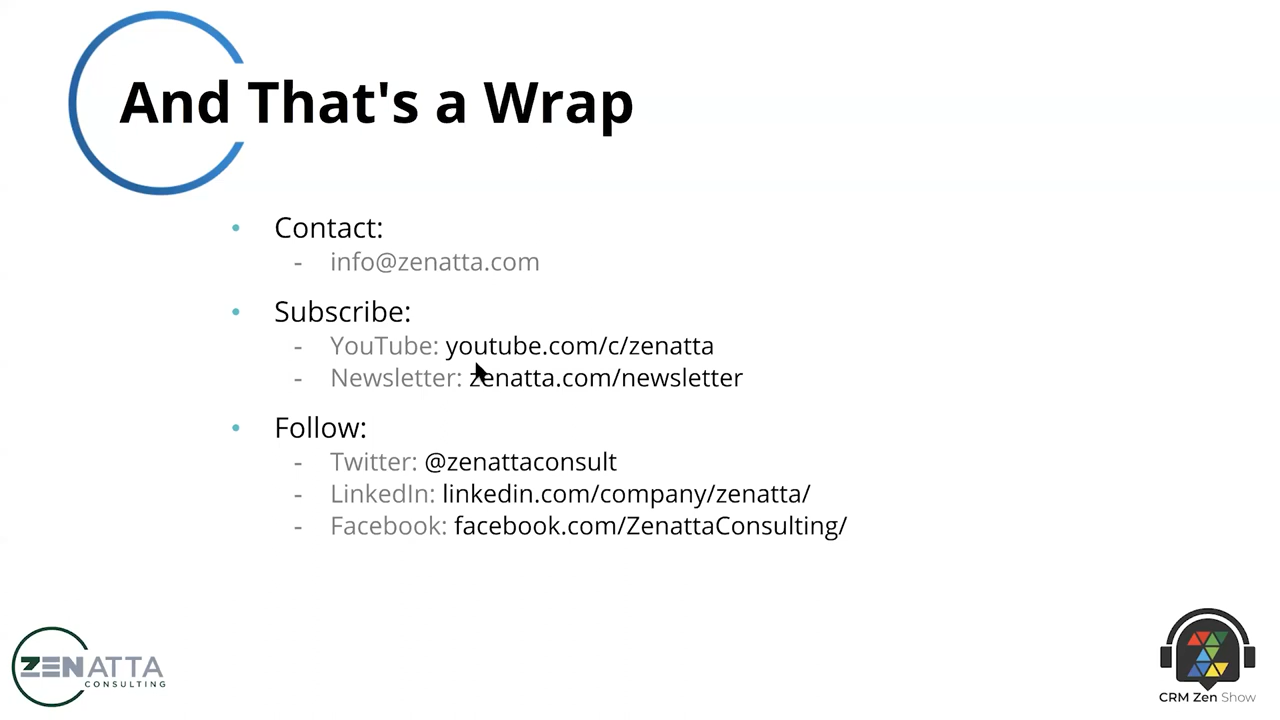 And That's a Wrap
• Contact:
- info@zenatta.com
• Subscribe:
- YouTube: youtube.com/c/zenatta
- Newsletter: zenatta.com/newsletter
• Follow:
- Twitter: @zenattaconsult
- LinkedIn: linkedin.com/company/zenatta/
- Facebook: facebook.com/ZenattaConsulting/
ZENATTA
CONSULTING
CRM Zen Show